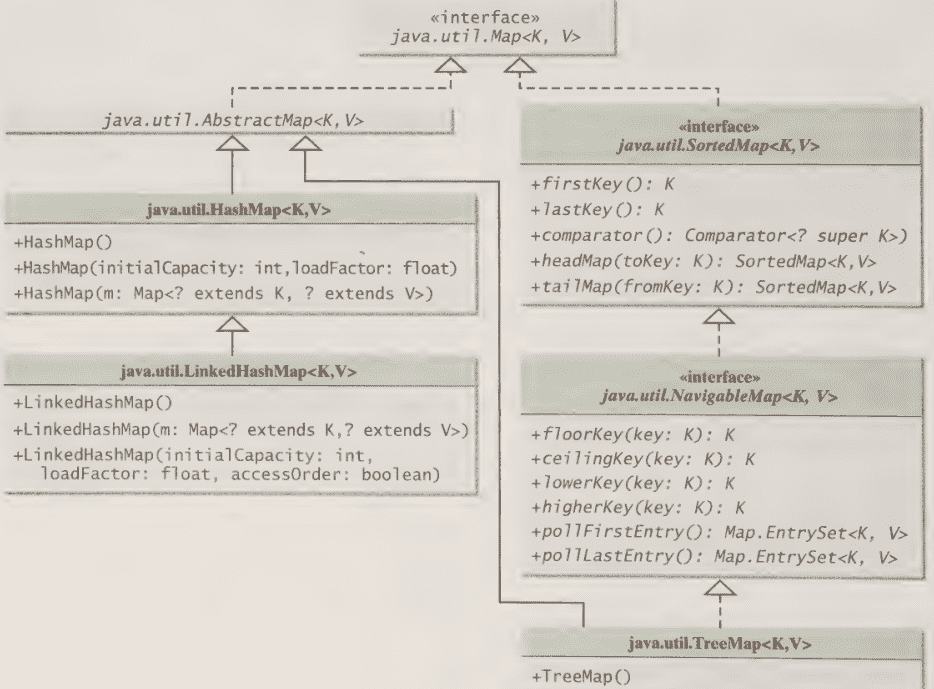 «interface»
java.util.Map<K, V>
java.util.AbstractMap<K,V>
java.util.HashMap<K,V>
+HashMap()
+HashMap(initialCapacity: int,loadFactor: float)
+HashMap(m: Map<? extends K, ? extends V>)
java.util.LinkedHashMap<K,V>
+LinkedHashMap()
+LinkedHashMap(m: Map<? extends K,? extends V>)
+LinkedHashMap(initialCapacity: int,
loadFactor: float, accessOrder: boolean)
«interface»
java.util.SortedMap<K,V>
+firstKey(): K
+lastKey(): K
+comparator(): Comparator<? super K>)
+headMap(toKey: K): SortedMap<K,V>
+tailMap(fromKey: K): SortedMap<K,V>
«interface»
java.util.NavigableMap<K, V>
+floorKey(key: K): K
+ceilingKey(key: K): K
+lowerKey(key: K): K
+higherKey(key: K): K
+pollFirstEntry(): Map.EntrySet<K, V>
+pollLastEntry(): Map.EntrySet<K, V>
java.util.TreeMap<K,V>
+TreeMap()